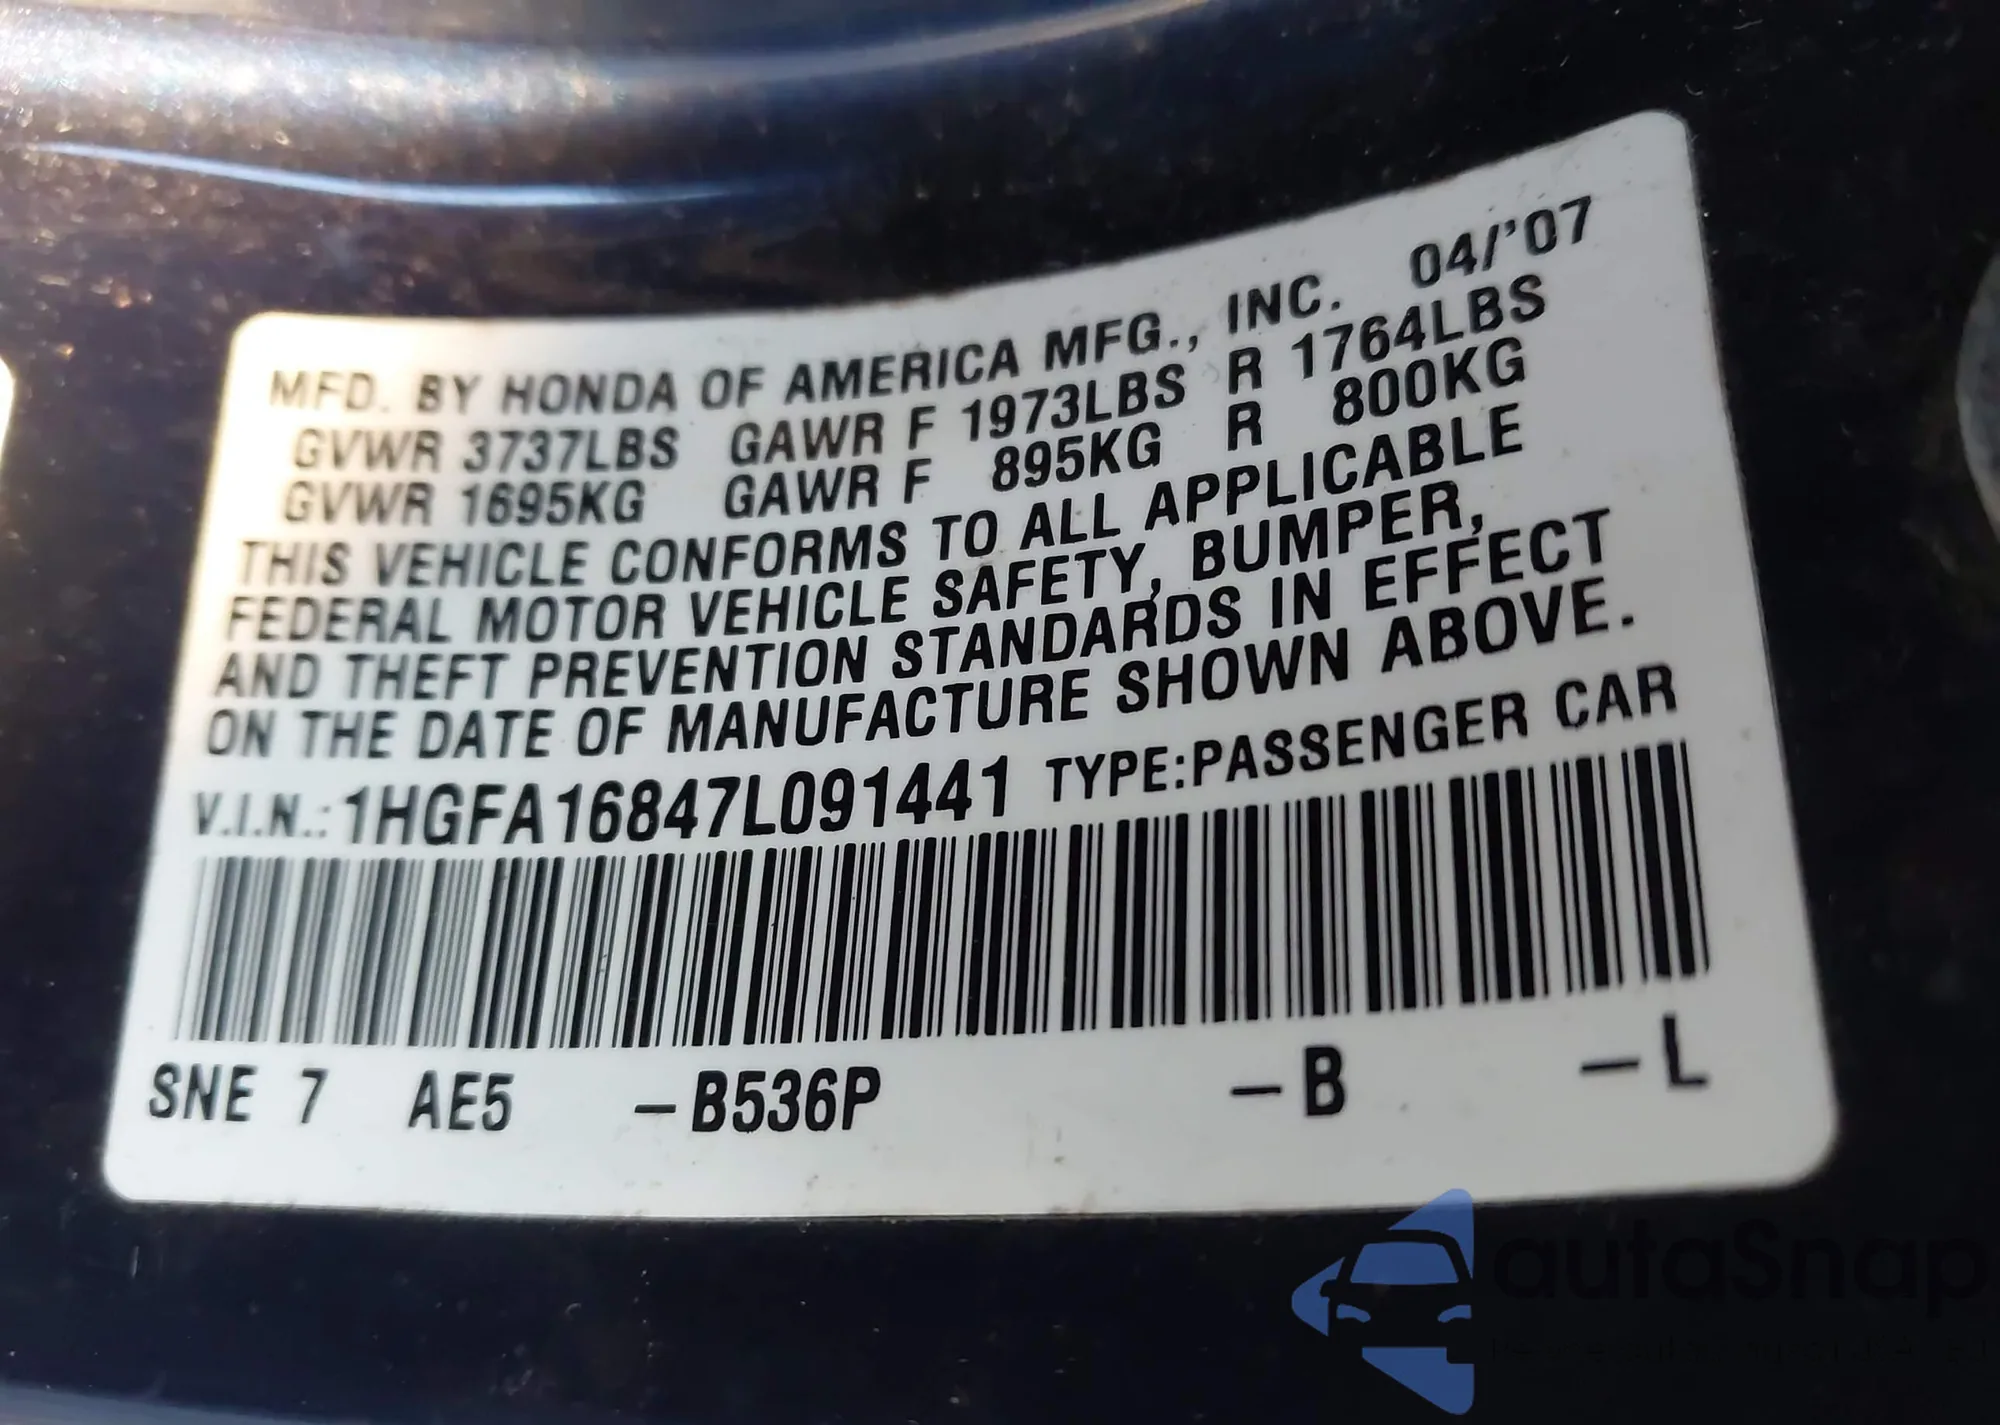 MFD. BY HONDA OF AMERICA MFG., INC. 04/'07
GVWR 3737LBS GAWR F 1973LBS R 1764LBS
GVWR 1695KG GAWR F 895KG R 800KG
THIS VEHICLE CONFORMS TO ALL APPLICABLE
FEDERAL MOTOR VEHICLE SAFETY, BUMPER,
AND THEFT PREVENTION STANDARDS IN EFFECT
ON THE DATE OF MANUFACTURE SHOWN ABOVE.
V.I.N.: 1HGFA16847L091441 TYPE:PASSENGER CAR
SNE 7 AE5 –B536P –B –L
autaSnap